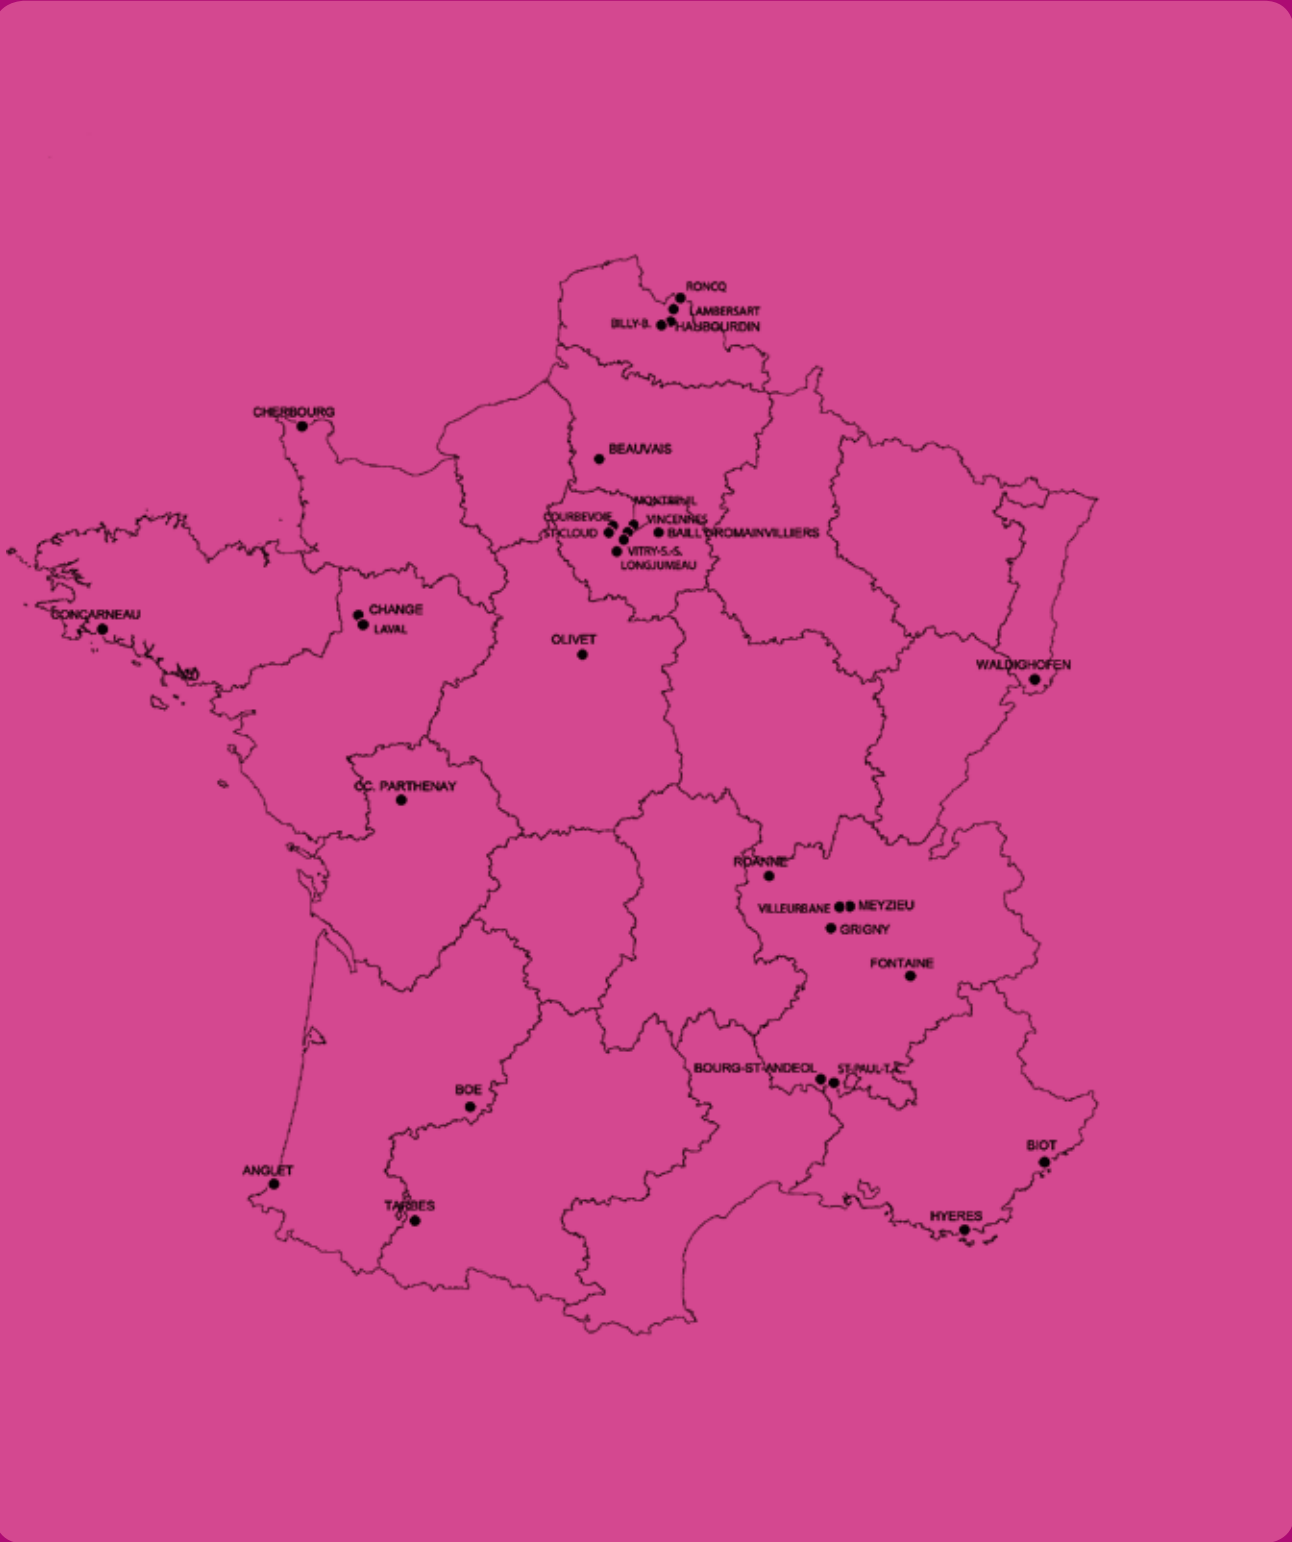 RONCQ
LAMBERSART
BILLY-B.
HAUBOURDIN
CHERBOURG
BEAUVAIS
MONTREUIL
COURBEVOIE
VINCENNES
ST-CLOUD
BAILLY-ROMAINVILLIERS
VITRY-S.-S.
LONGJUMEAU
CONCARNEAU
CHANGE
LAVAL
OLIVET
WALDIGHOFEN
CC. PARTHENAY
ROANNE
VILLEURBANE
MEYZIEU
GRIGNY
FONTAINE
BOURG-ST-ANDEOL
ST-PAUL-T.-C.
BOE
BIOT
ANGLET
TARBES
HYERES